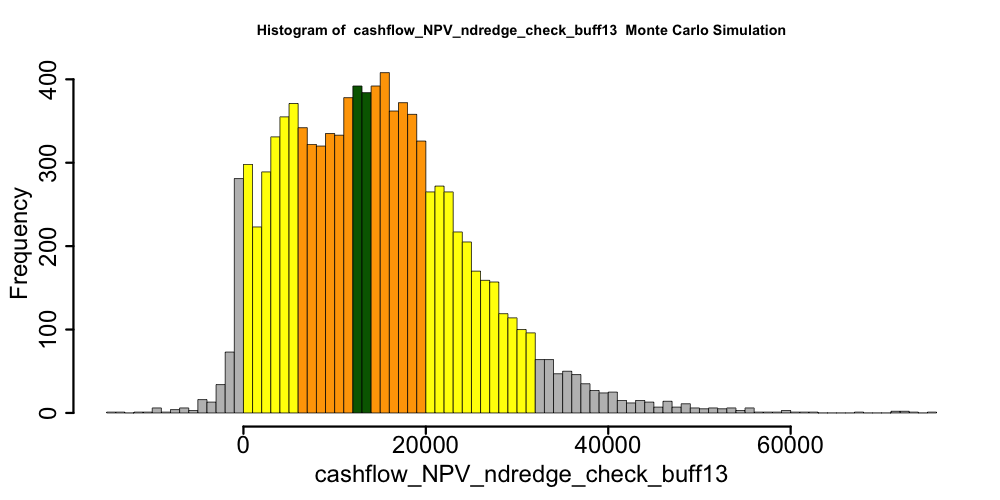 Histogram of  cashflow_NPV_ndredge_check_buff13  Monte Carlo Simulation
Frequency
400
300
200
100
0
0 20000 40000 60000
cashflow_NPV_ndredge_check_buff13